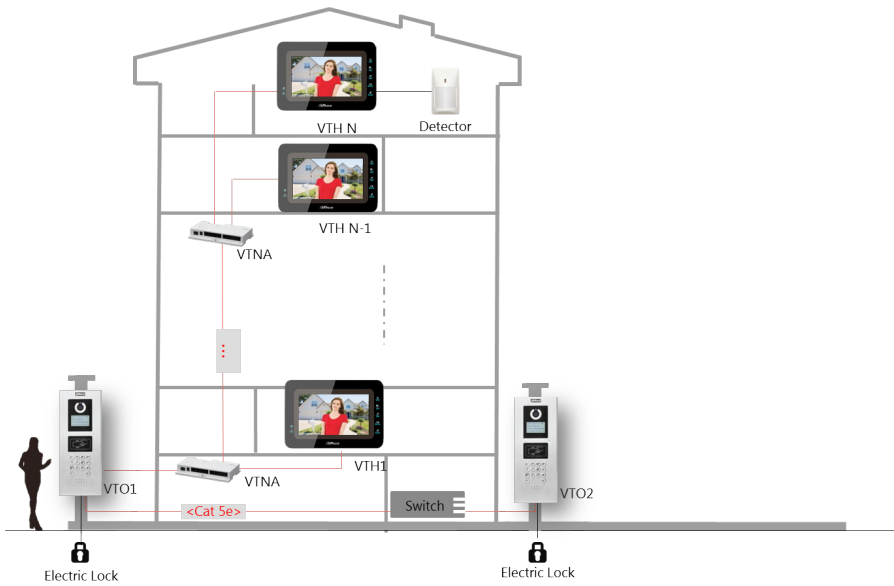 VTH N
Detector
VTH N-1
VTNA
VTH1
VTNA
VTO1
VTO2
<Cat 5e>
Switch
Electric Lock
Electric Lock